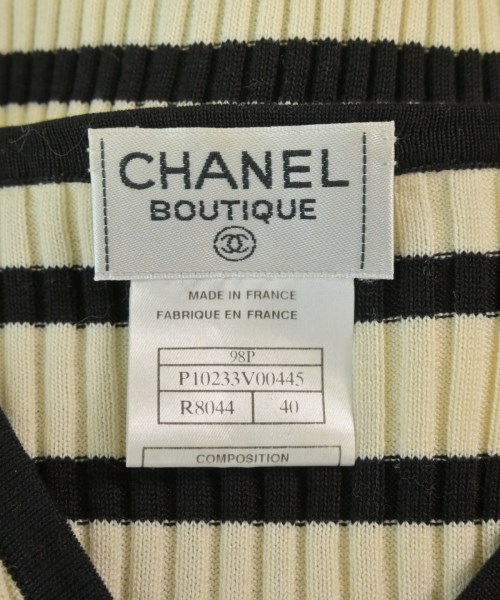 CHANEL
BOUTIQUE
MADE IN FRANCE
FABRIQUE EN FRANCE
98P
P10233V00445
R8044 40
COMPOSITION